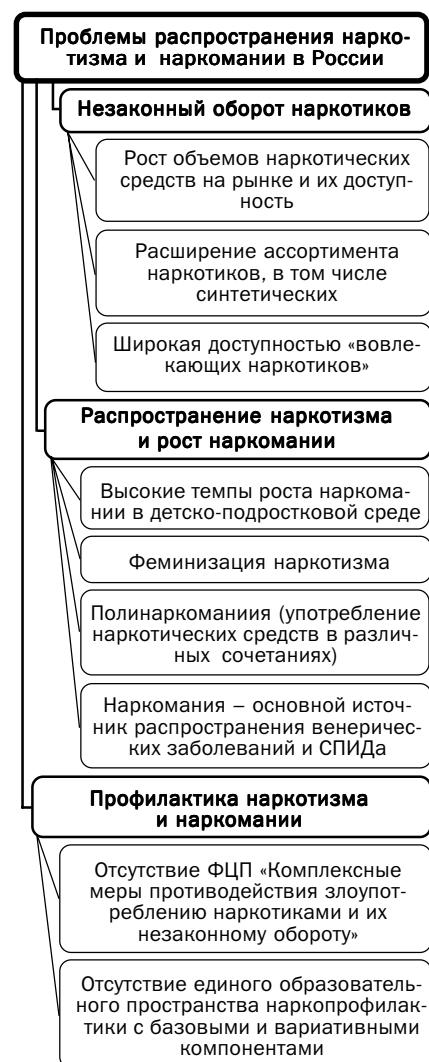 Проблемы распространения нарко-
тизма и наркомании в России
Незаконный оборот наркотиков
Рост объемов наркотических
средств на рынке и их доступ-
ность
Расширение ассортимента
наркотиков, в том числе
синтетических
Широкая доступностью «вовле-
кающих наркотиков»
Распространение наркотизма
и рост наркомании
Высокие темпы роста наркома-
нии в детско-подростковой среде
Феминизация наркотизма
Полинаркоманиия (употребление
наркотических средств в различ-
ных сочетаниях)
Наркомания – основной источ-
ник распространения венеричес-
ких заболеваний и СПИДа
Профилактика наркотизма
и наркомании
Отсутствие ФЦП «Комплексные
меры противодействия злоупот-
реблению наркотиками и их
незаконному обороту»
Отсутствие единого образователь-
ного пространства наркопрофилак-
тики с базовыми и вариативными
компонентами